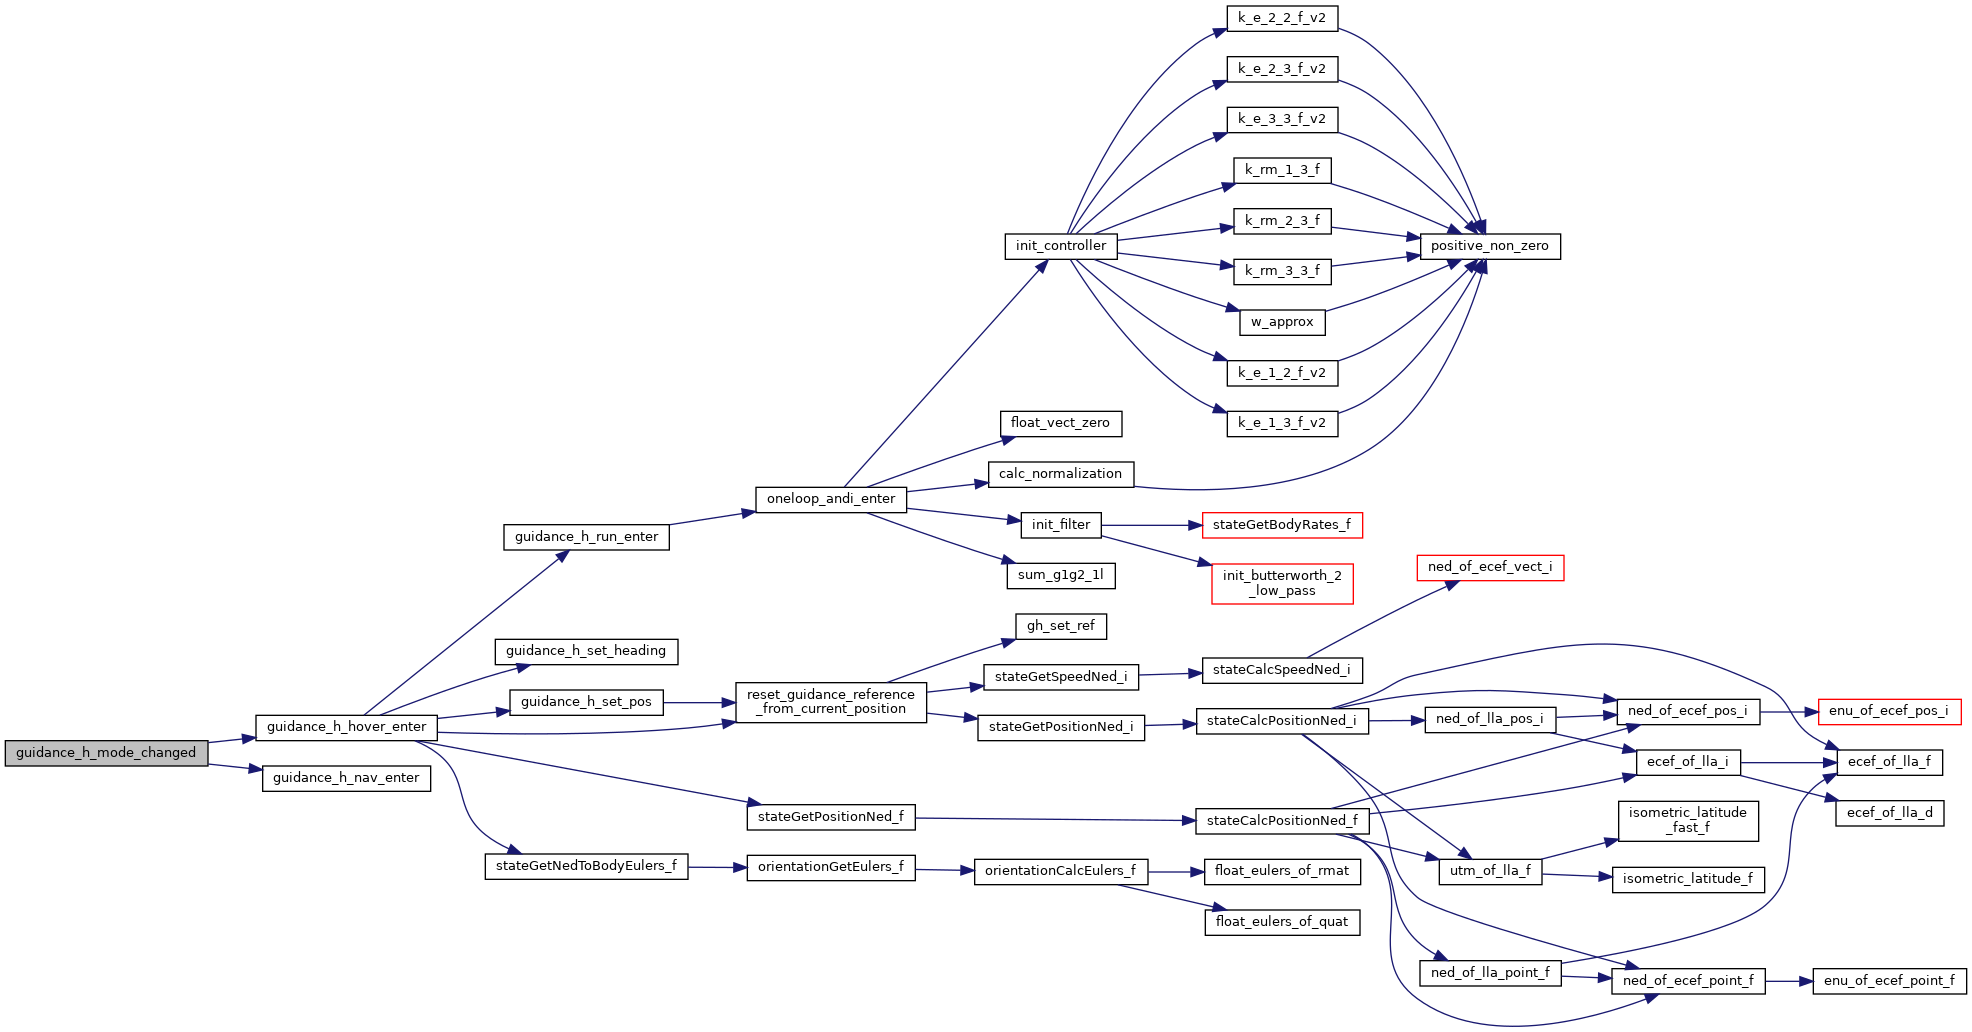 k_e_2_2_f_v2
k_e_2_3_f_v2
k_e_3_3_f_v2
k_rm_1_3_f
k_rm_2_3_f
init_controller
positive_non_zero
k_rm_3_3_f
w_approx
k_e_1_2_f_v2
k_e_1_3_f_v2
float_vect_zero
calc_normalization
oneloop_andi_enter
init_filter
stateGetBodyRates_f
guidance_h_run_enter
sum_g1g2_1l
init_butterworth_2
_low_pass
ned_of_ecef_vect_i
gh_set_ref
guidance_h_set_heading
stateGetSpeedNed_i
stateCalcSpeedNed_i
guidance_h_set_pos
reset_guidance_reference
_from_current_position
guidance_h_hover_enter
stateGetPositionNed_i
stateCalcPositionNed_i
ned_of_lla_pos_i
ned_of_ecef_pos_i
enu_of_ecef_pos_i
guidance_h_mode_changed
guidance_h_nav_enter
ecef_of_lla_i
ecef_of_lla_f
stateGetPositionNed_f
stateCalcPositionNed_f
isometric_latitude
_fast_f
ecef_of_lla_d
stateGetNedToBodyEulers_f
orientationGetEulers_f
orientationCalcEulers_f
float_eulers_of_rmat
utm_of_lla_f
isometric_latitude_f
float_eulers_of_quat
ned_of_lla_point_f
ned_of_ecef_point_f
enu_of_ecef_point_f